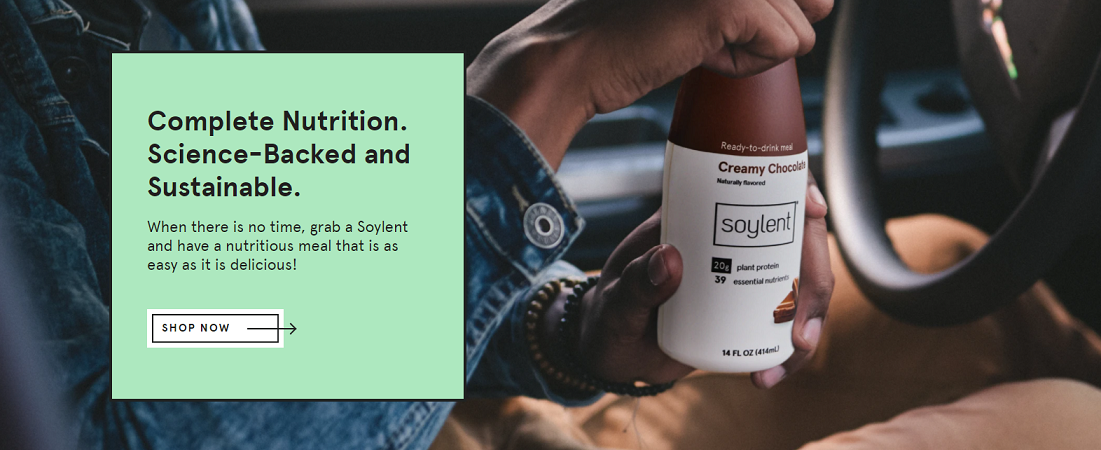 Complete Nutrition.
Science-Backed and
Sustainable.
When there is no time, grab a Soylent
and have a nutritious meal that is as
easy as it is delicious!
SHOP NOW
Ready-to-drink meal
Creamy Chocolate
Naturally flavored
soylent
20g plant protein
39 essential nutrients
14 FL OZ (414mL)